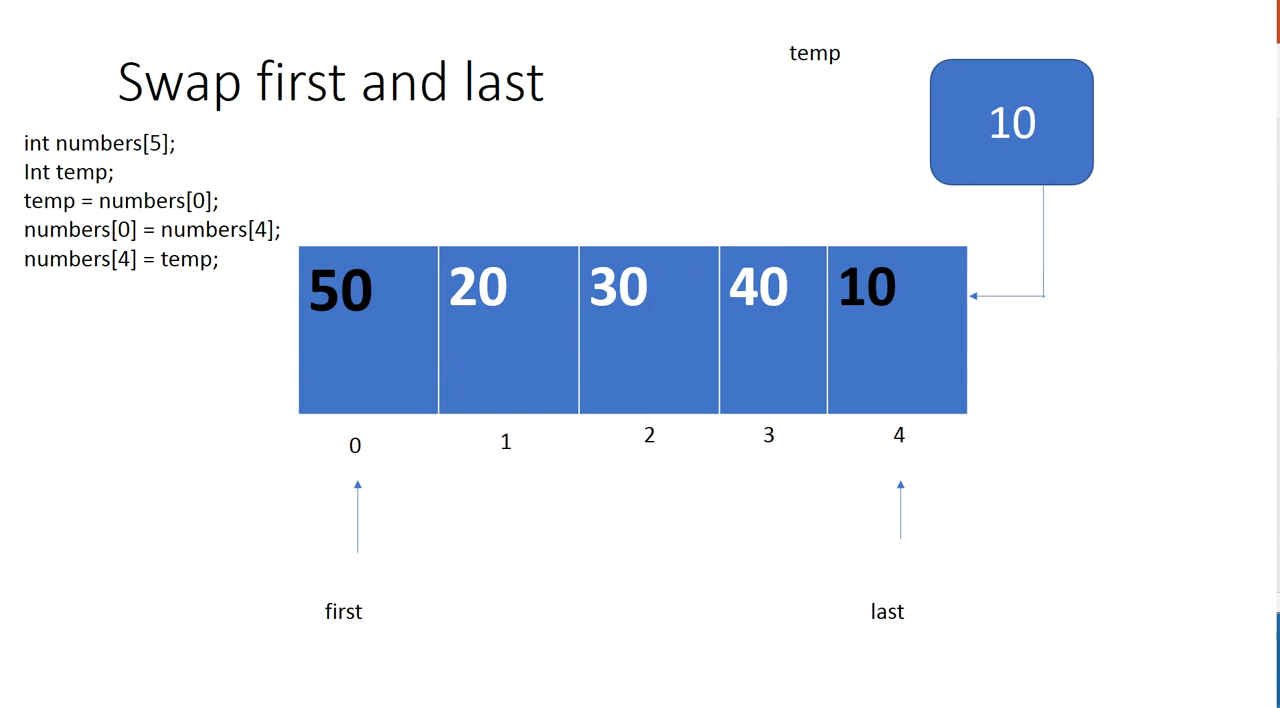 temp
Swap first and last
10
int numbers[5];
Int temp;
temp = numbers[0];
numbers[0] = numbers[4];
numbers[4] = temp;
50 20 30 40 10
0 1 2 3 4
first last